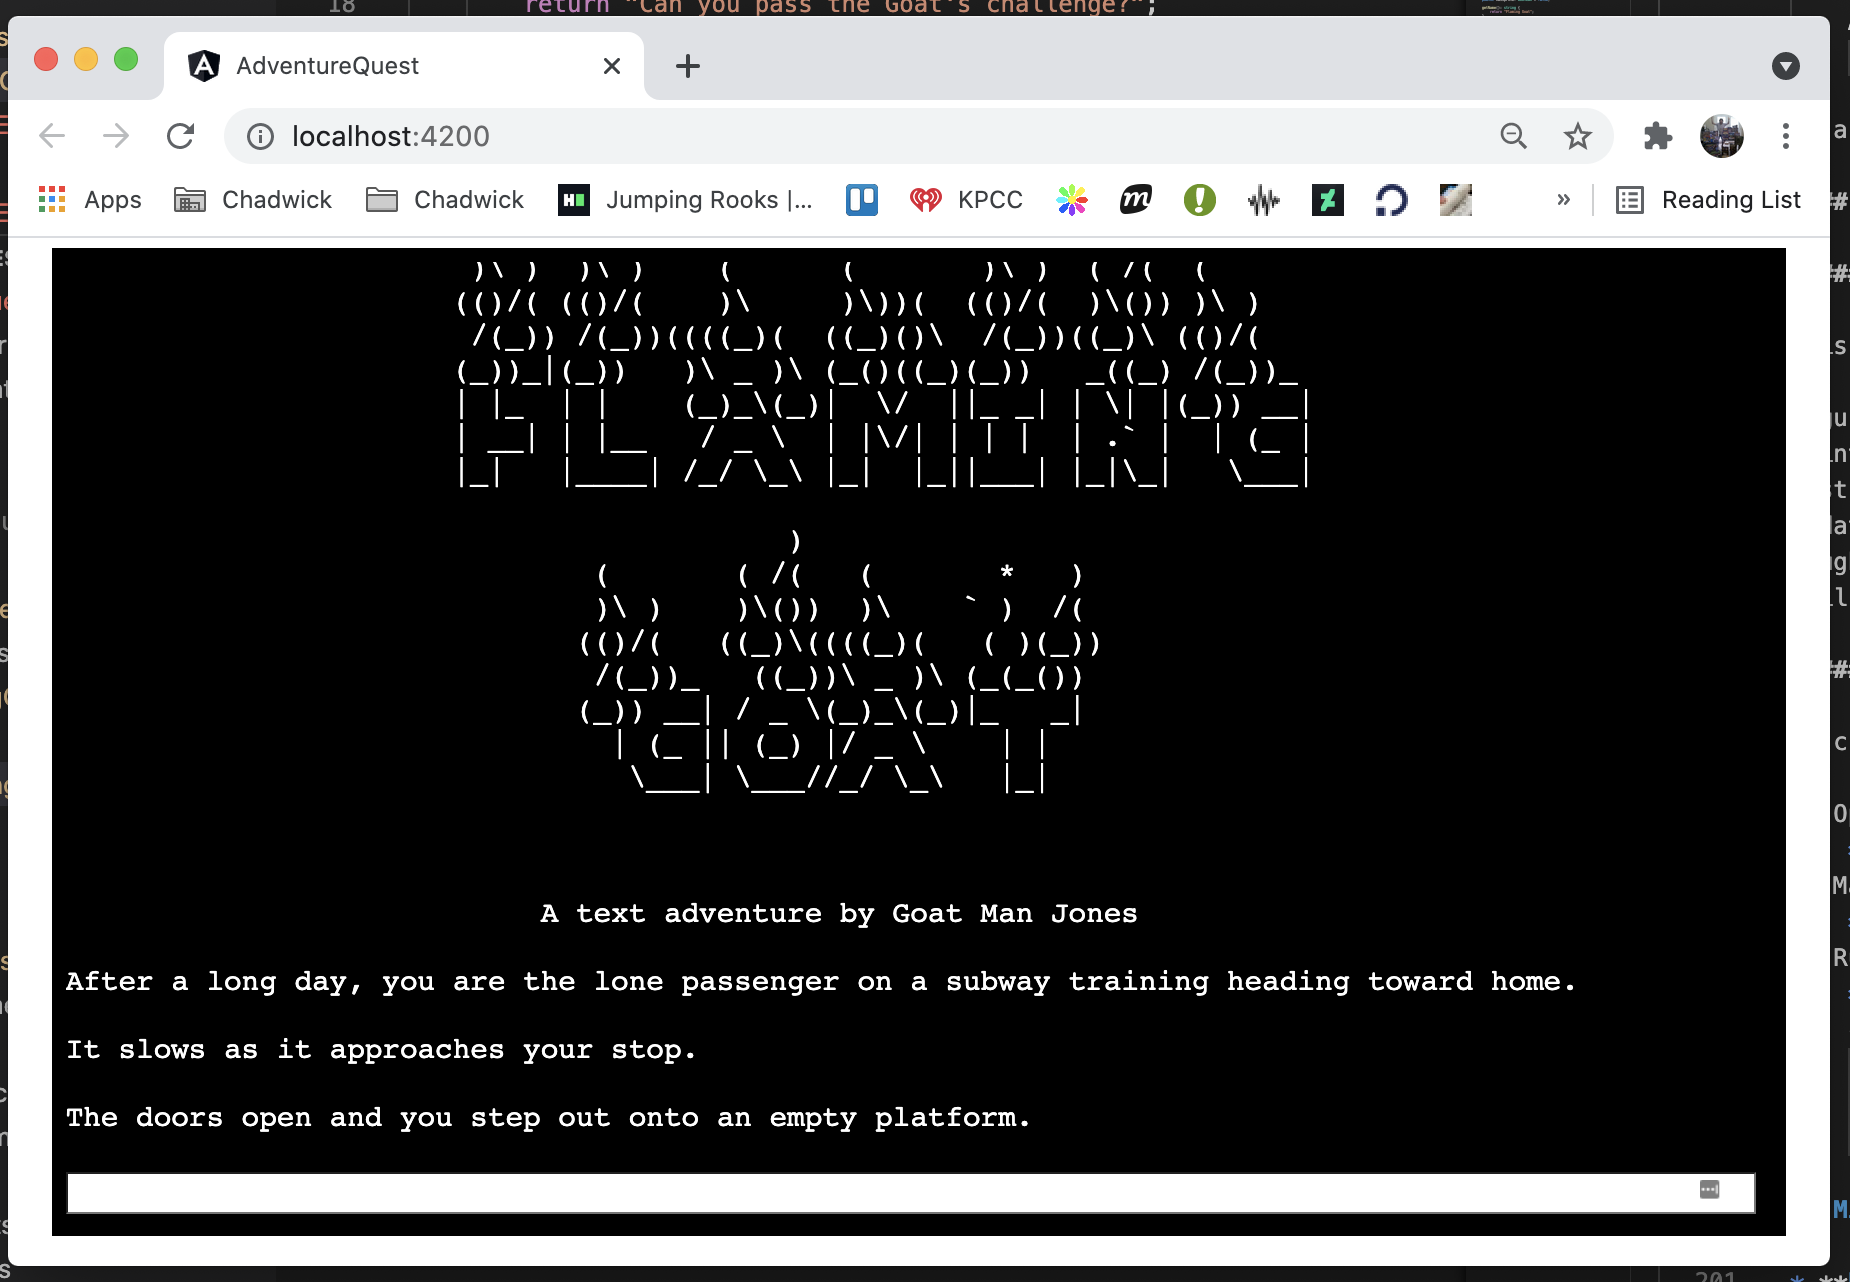 18 return "Can you pass the Goat's challenge?";
AdventureQuest
localhost:4200
Apps Chadwick Chadwick Jumping Rooks |... KPCC » Reading List
FLAMING
GOAT
A text adventure by Goat Man Jones
After a long day, you are the lone passenger on a subway training heading toward home.
It slows as it approaches your stop.
The doors open and you step out onto an empty platform.